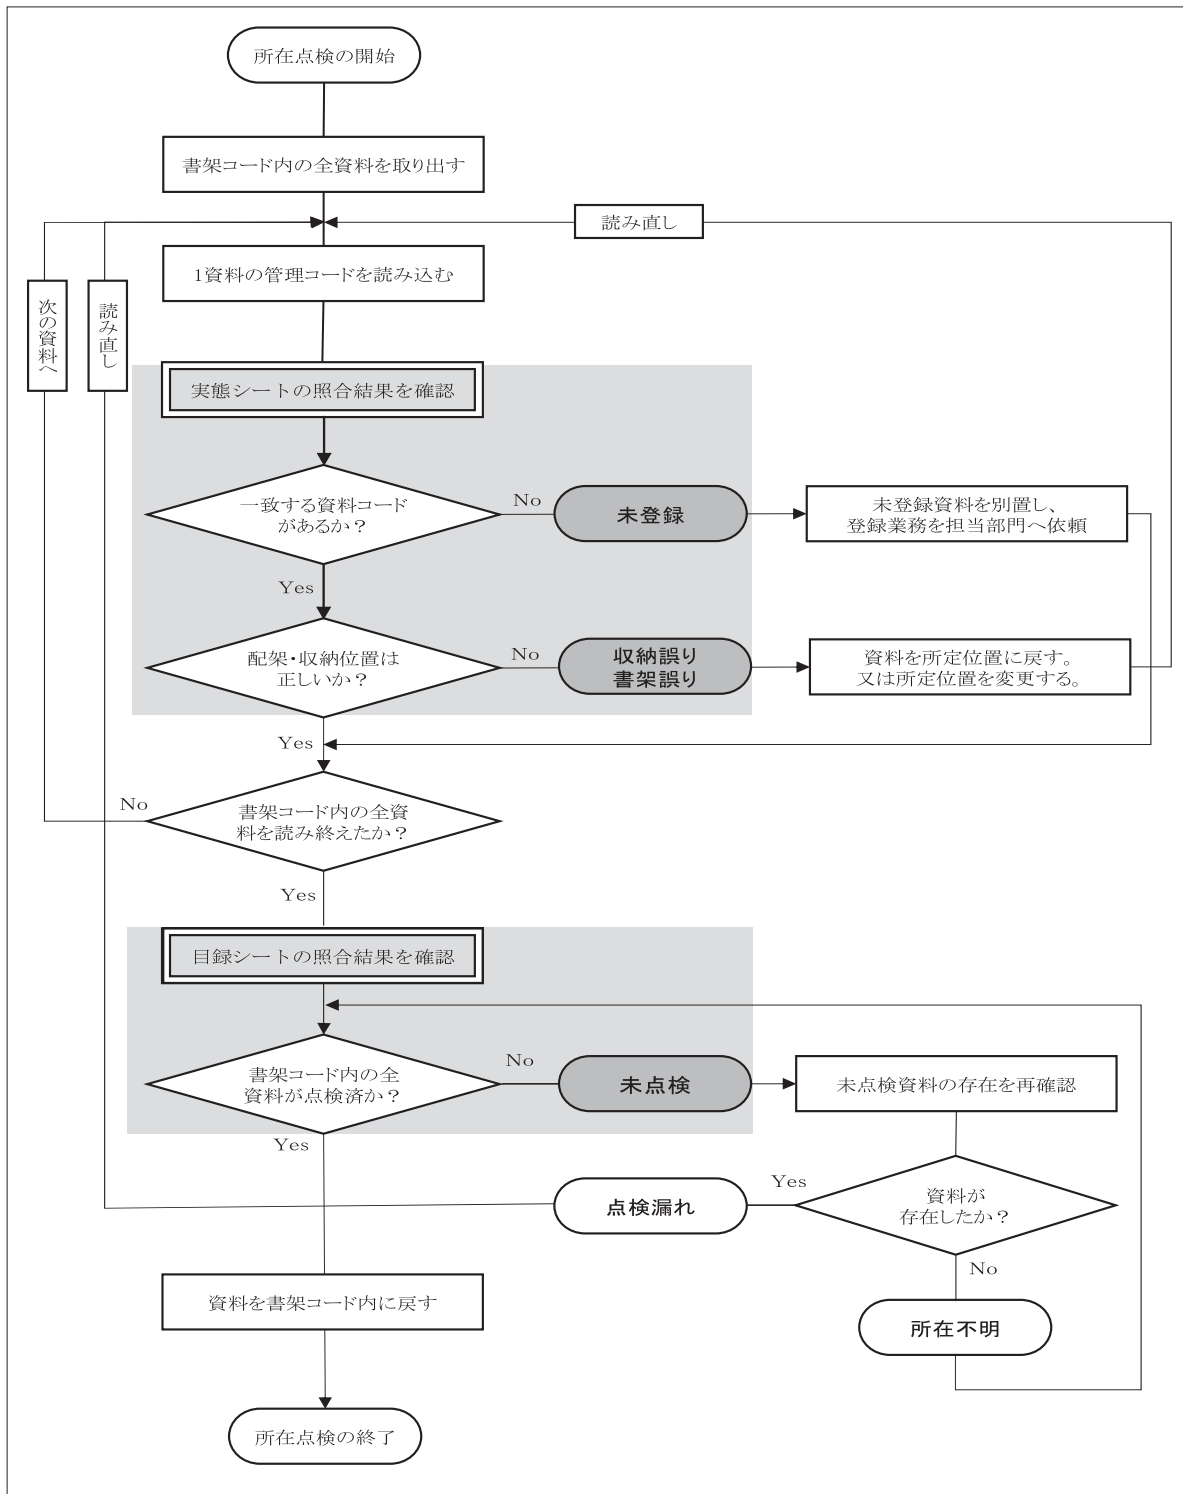 所在点検の開始
書架コード内の全資料を取り出す
読み直し
1資料の管理コードを読み込む
次の資料へ
読み直し
実態シートの照合結果を確認
一致する資料コード
があるか？
No
未登録
未登録資料を別置し、
登録業務を担当部門へ依頼
Yes
配架・収納位置は
正しいか？
No
収納誤り
書架誤り
資料を所定位置に戻す。
又は所定位置を変更する。
Yes
書架コード内の全資
料を読み終えたか？
No
Yes
目録シートの照合結果を確認
書架コード内の全
資料が点検済か？
No
未点検
未点検資料の存在を再確認
Yes
資料が
存在したか？
Yes
点検漏れ
No
所在不明
資料を書架コード内に戻す
所在点検の終了